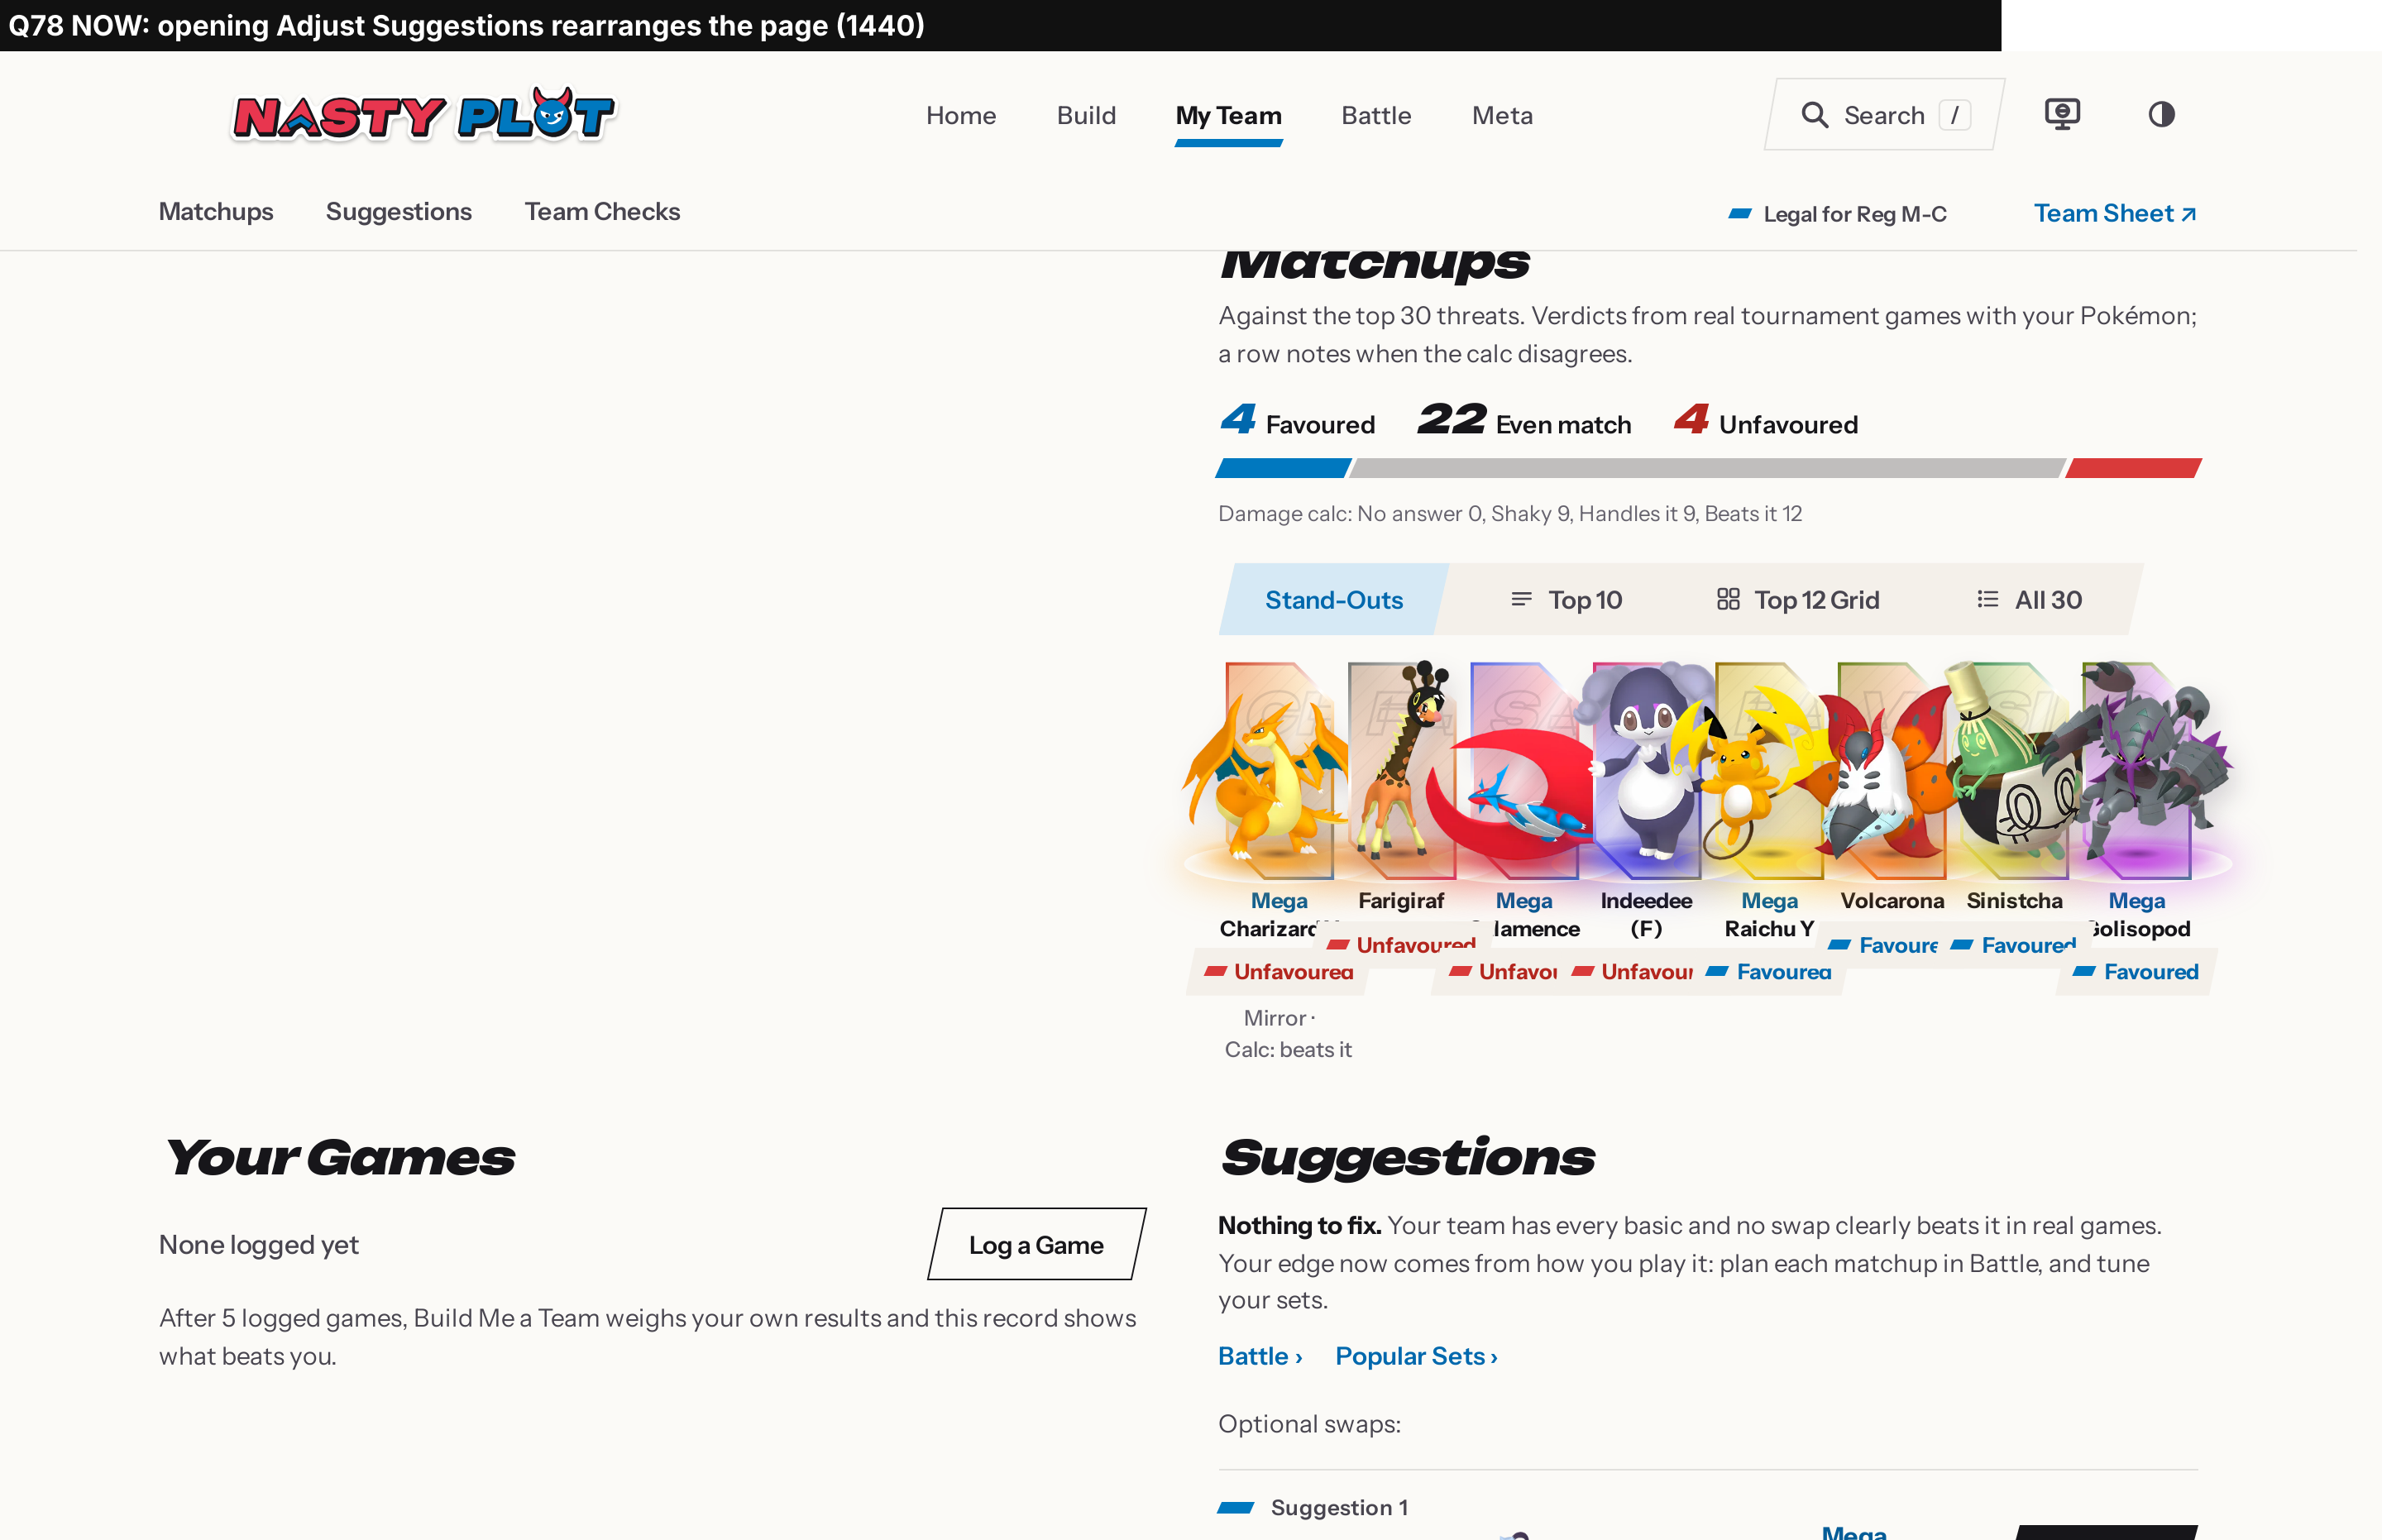 Q78 NOW: opening Adjust Suggestions rearranges the page (1440)
NASTY PLOT
Home
Build
My Team
Battle
Meta
Search /
Matchups
Suggestions
Team Checks
Legal for Reg M-C
Team Sheet ↗
Matchups
Against the top 30 threats. Verdicts from real tournament games with your Pokémon;
a row notes when the calc disagrees.
4 Favoured
22 Even match
4 Unfavoured
Damage calc: No answer 0, Shaky 9, Handles it 9, Beats it 12
Stand-Outs
Top 10
Top 12 Grid
All 30
Mega
Farigiraf
Mega
Indeedee
Mega
Volcarona
Sinistcha
Mega
(F)
Raichu Y
Unfavoured
Favoured
Unfavoured
Favoured
Favoured
Mirror ·
Calc: beats it
Your Games
None logged yet
Log a Game
After 5 logged games, Build Me a Team weighs your own results and this record shows
what beats you.
Suggestions
Nothing to fix. Your team has every basic and no swap clearly beats it in real games.
Your edge now comes from how you play it: plan each matchup in Battle, and tune
your sets.
Battle ›
Popular Sets ›
Optional swaps:
Suggestion 1
Mega